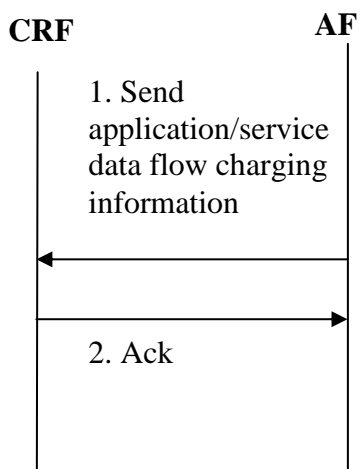 CRF
AF
1. Send
application/service
data flow charging
information
2. Ack